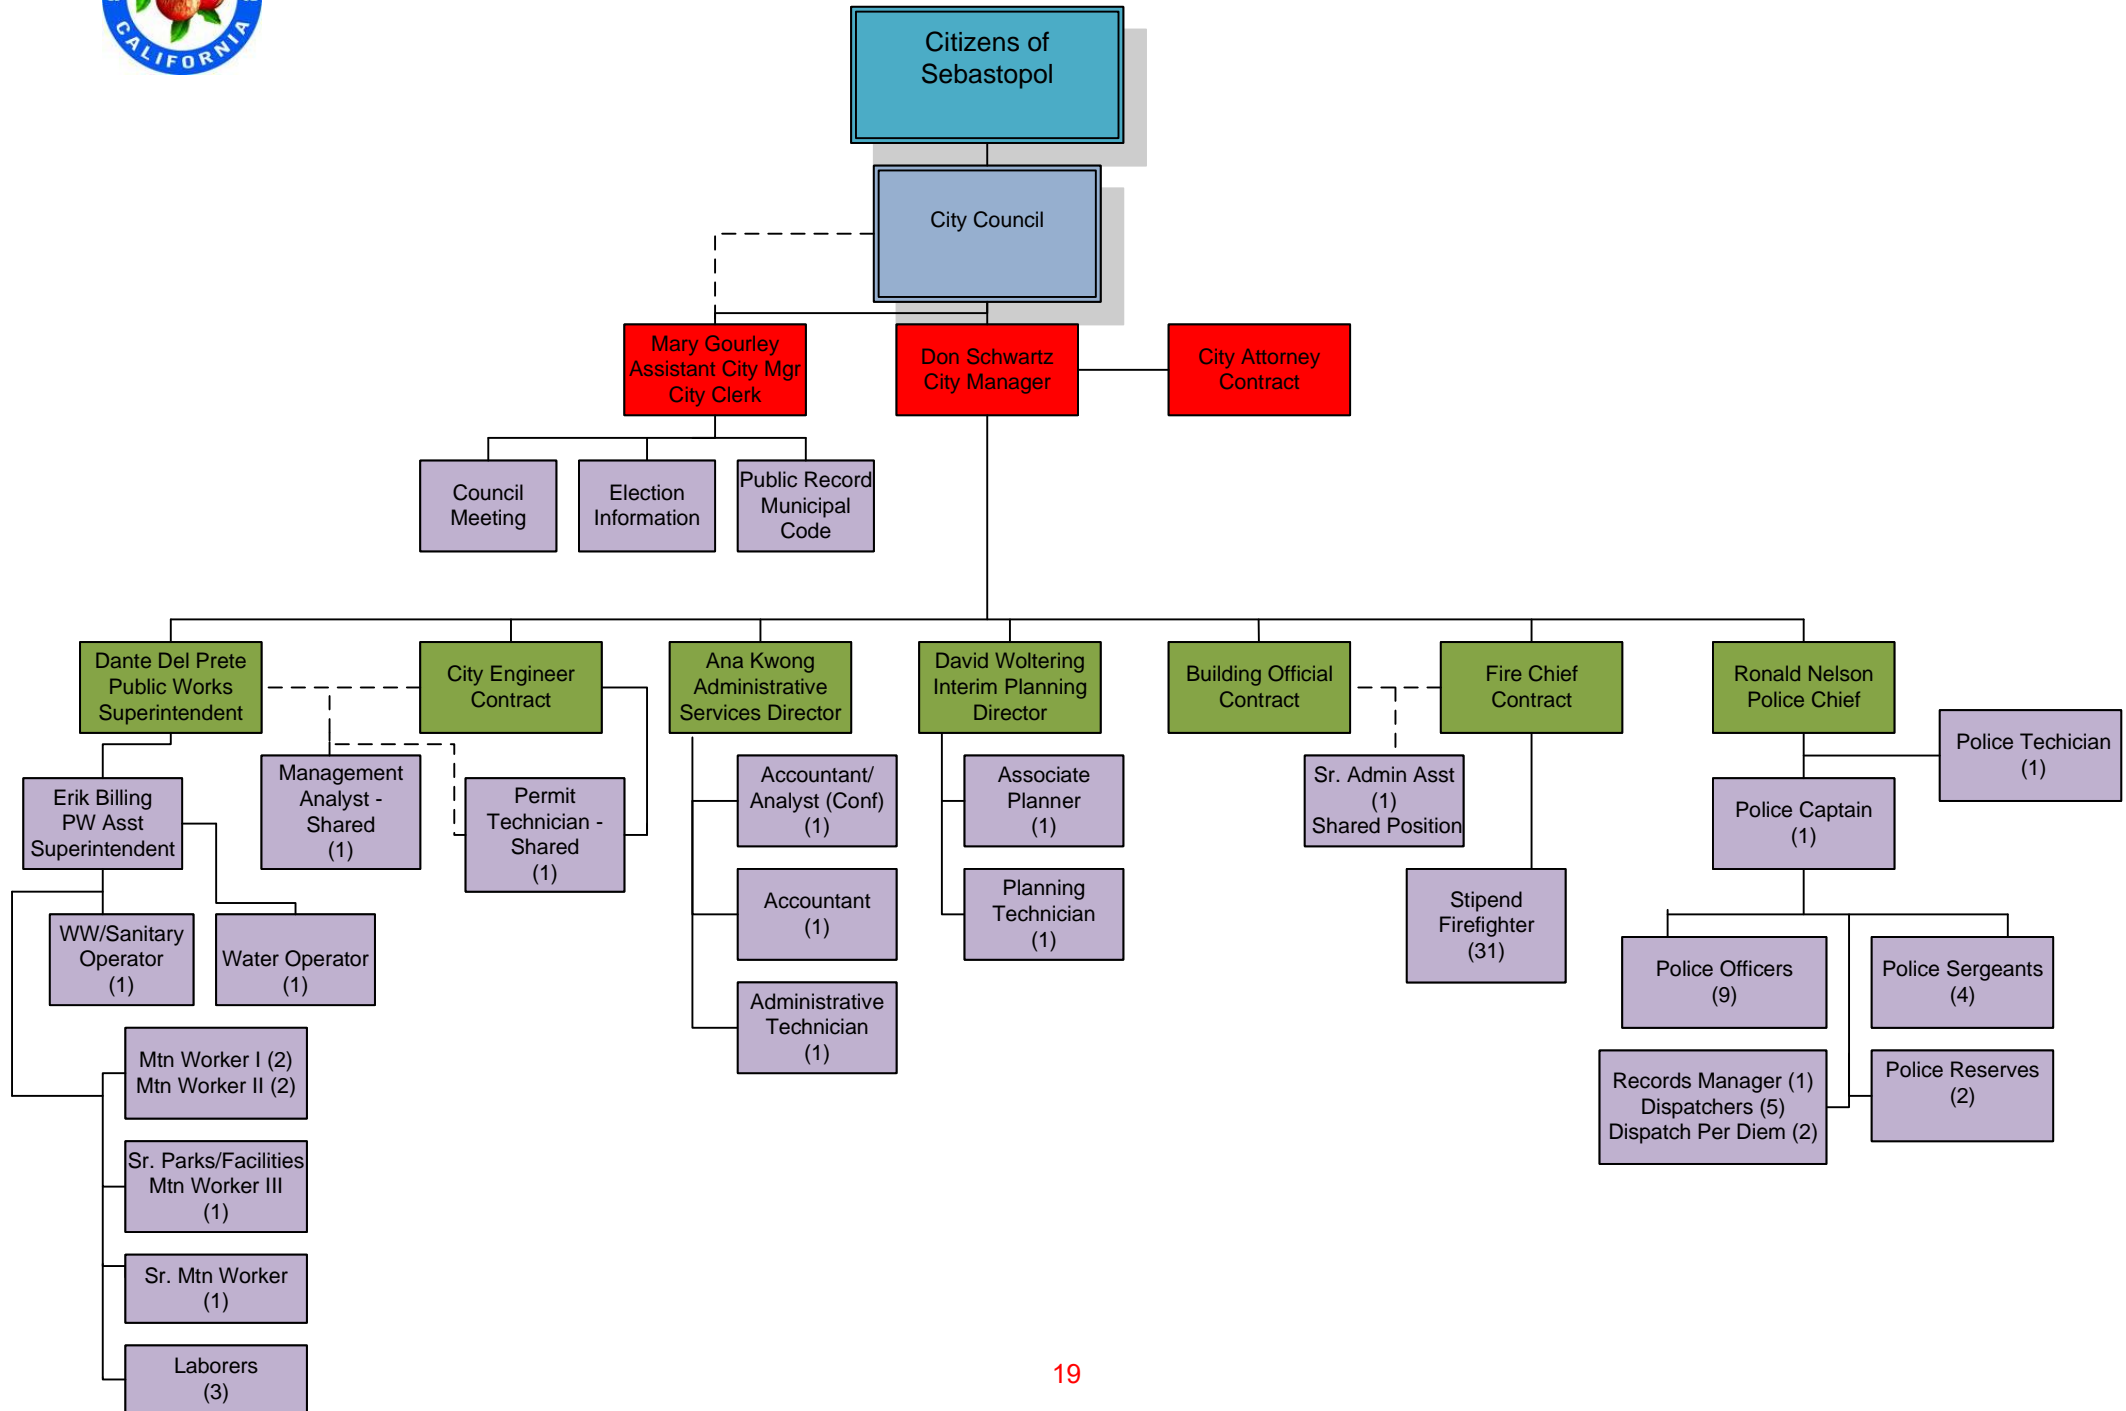 CALIFORNIA
Citizens of
Sebastopol
City Council
Mary Gourley
Assistant City Mgr
City Clerk
Don Schwartz
City Manager
City Attorney
Contract
Council
Meeting
Election
Information
Public Record
Municipal
Code
Dante Del Prete
Public Works
Superintendent
City Engineer
Contract
Ana Kwong
Administrative
Services Director
David Woltering
Interim Planning
Director
Building Official
Contract
Fire Chief
Contract
Ronald Nelson
Police Chief
Police Techician
(1)
Erik Billing
PW Asst
Superintendent
Management
Analyst -
Shared
(1)
Permit
Technician -
Shared
(1)
Accountant/
Analyst (Conf)
(1)
Associate
Planner
(1)
Sr. Admin Asst
(1)
Shared Position
Police Captain
(1)
WW/Sanitary
Operator
(1)
Water Operator
(1)
Accountant
(1)
Planning
Technician
(1)
Stipend
Firefighter
(31)
Police Officers
(9)
Police Sergeants
(4)
Administrative
Technician
(1)
Mtn Worker I (2)
Mtn Worker II (2)
Records Manager (1)
Dispatchers (5)
Dispatch Per Diem (2)
Police Reserves
(2)
Sr. Parks/Facilities
Mtn Worker III
(1)
Sr. Mtn Worker
(1)
Laborers
(3)
19